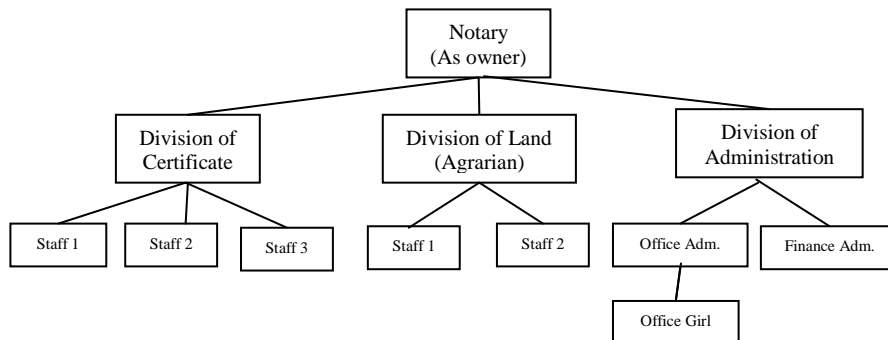 Notary
(As owner)
Division of
Certificate
Division of Land
(Agrarian)
Division of
Administration
Staff 1
Staff 2
Staff 3
Staff 1
Staff 2
Office Adm.
Finance Adm.
Office Girl